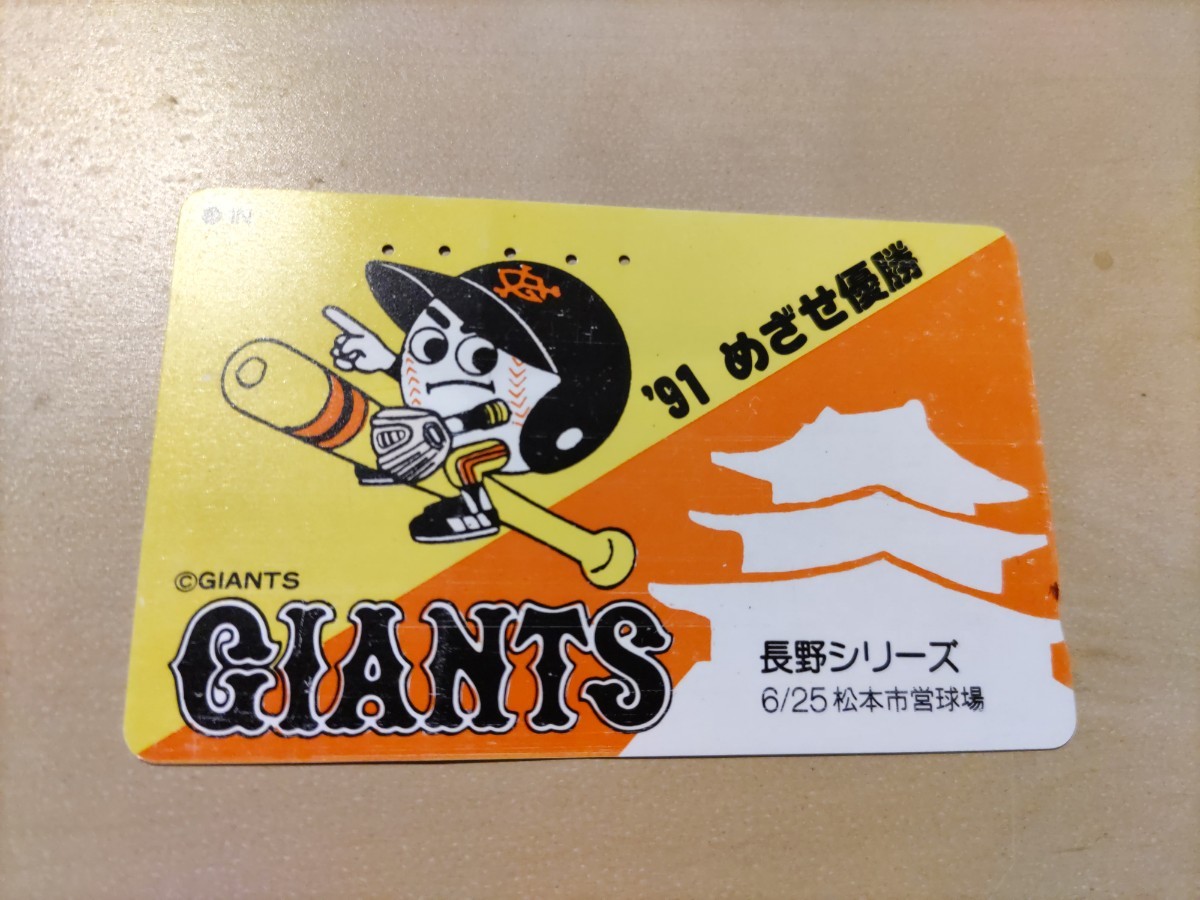 IN
'91 めざせ優勝
©GIANTS
GIANTS
長野シリーズ
6/25 松本市営球場